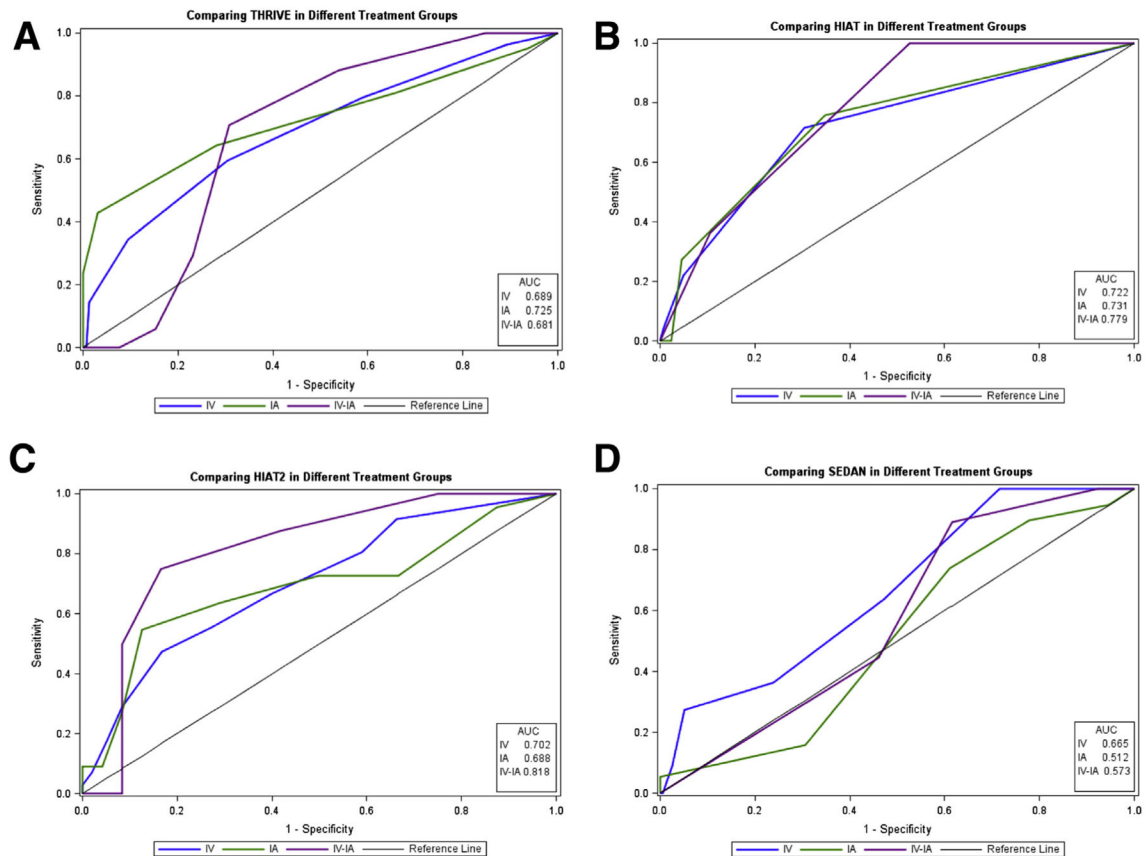 A
Comparing THRIVE in Different Treatment Groups
Sensitivity
1.0
0.8
0.6
0.4
0.2
0.0
AUC
IV 0.689
IA 0.725
IV-IA 0.681
0.0 0.2 0.4 0.6 0.8 1.0
1 - Specificity
IV IA IV-IA Reference Line
B
Comparing HIAT in Different Treatment Groups
Sensitivity
1.0
0.8
0.6
0.4
0.2
0.0
AUC
IV 0.722
IA 0.731
IV-IA 0.779
0.0 0.2 0.4 0.6 0.8 1.0
1 - Specificity
IV IA IV-IA Reference Line
C
Comparing HIAT2 in Different Treatment Groups
Sensitivity
1.0
0.8
0.6
0.4
0.2
0.0
AUC
IV 0.702
IA 0.688
IV-IA 0.818
0.0 0.2 0.4 0.6 0.8 1.0
1 - Specificity
IV IA IV-IA Reference Line
D
Comparing SEDAN in Different Treatment Groups
Sensitivity
1.0
0.8
0.6
0.4
0.2
0.0
AUC
IV 0.665
IA 0.512
IV-IA 0.573
0.0 0.2 0.4 0.6 0.8 1.0
1 - Specificity
IV IA IV-IA Reference Line